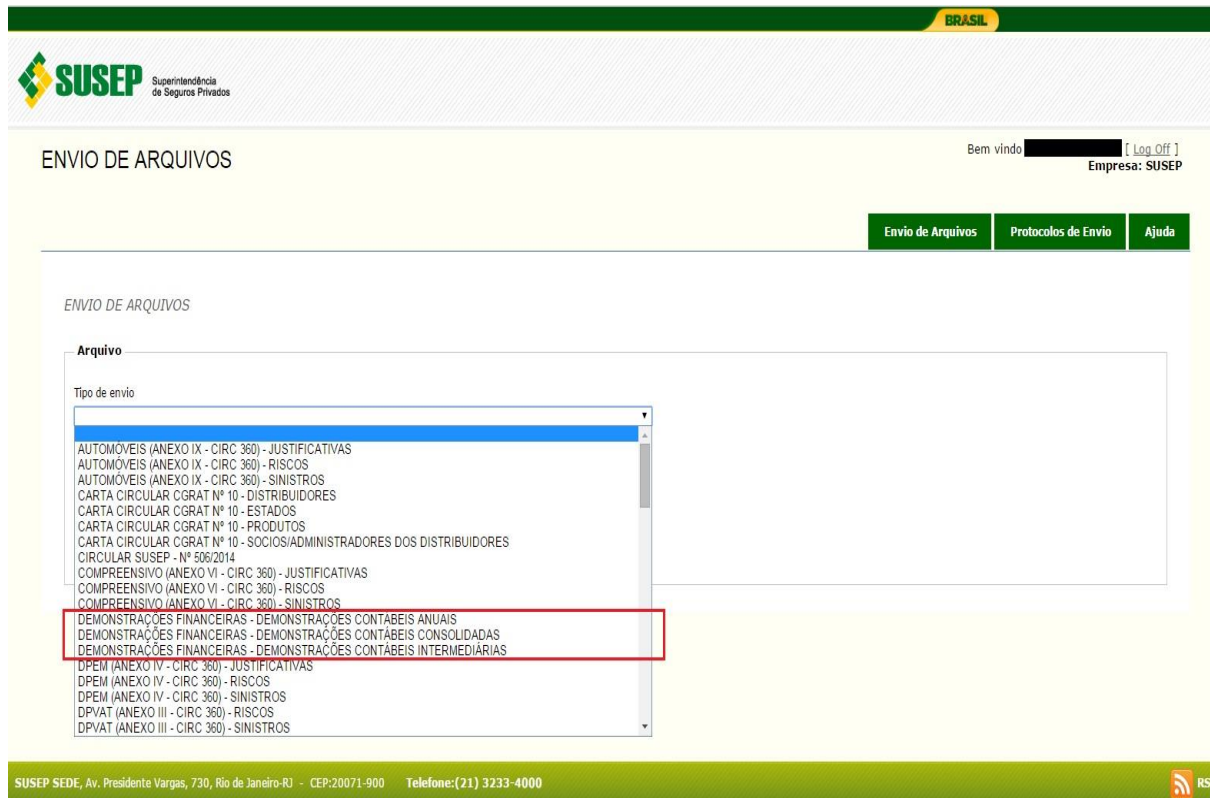 BRASIL
SUSEP Superintendência
de Seguros Privados
ENVIO DE ARQUIVOS
Bem vindo [ Log Off ]
Empresa: SUSEP
Envio de Arquivos Protocolos de Envio Ajuda
ENVIO DE ARQUIVOS
Arquivo
Tipo de envio
AUTOMÓVEIS (ANEXO IX - CIRC 360) - JUSTIFICATIVAS
AUTOMÓVEIS (ANEXO IX - CIRC 360) - RISCOS
AUTOMÓVEIS (ANEXO IX - CIRC 360) - SINISTROS
CARTA CIRCULAR CGRAT Nº 10 - DISTRIBUIDORES
CARTA CIRCULAR CGRAT Nº 10 - ESTADOS
CARTA CIRCULAR CGRAT Nº 10 - PRODUTOS
CARTA CIRCULAR CGRAT Nº 10 - SOCIOS/ADMINISTRADORES DOS DISTRIBUIDORES
CIRCULAR SUSEP - Nº 506/2014
COMPREENSIVO (ANEXO VI - CIRC 360) - JUSTIFICATIVAS
COMPREENSIVO (ANEXO VI - CIRC 360) - RISCOS
COMPREENSIVO (ANEXO VI - CIRC 360) - SINISTROS
DEMONSTRAÇÕES FINANCEIRAS - DEMONSTRAÇÕES CONTÁBEIS ANUAIS
DEMONSTRAÇÕES FINANCEIRAS - DEMONSTRAÇÕES CONTÁBEIS CONSOLIDADAS
DEMONSTRAÇÕES FINANCEIRAS - DEMONSTRAÇÕES CONTÁBEIS INTERMEDIÁRIAS
DPEM (ANEXO IV - CIRC 360) - JUSTIFICATIVAS
DPEM (ANEXO IV - CIRC 360) - RISCOS
DPEM (ANEXO IV - CIRC 360) - SINISTROS
DPVAT (ANEXO III - CIRC 360) - RISCOS
DPVAT (ANEXO III - CIRC 360) - SINISTROS
SUSEP SEDE, Av. Presidente Vargas, 730, Rio de Janeiro-RJ - CEP:20071-900 Telefone:(21) 3233-4000 RS